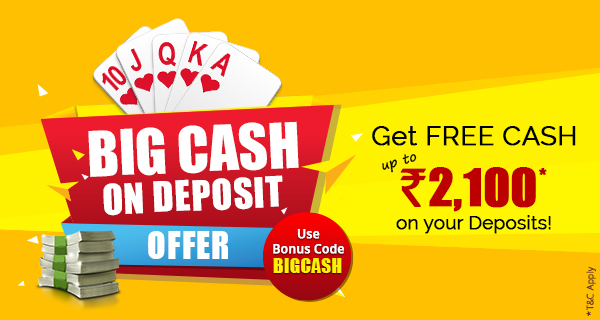 10 J Q K A
BIG CASH
ON DEPOSIT
OFFER
Use
Bonus Code
BIGCASH
Get FREE CASH
up to
₹2,100*
on your Deposits!
*T&C Apply